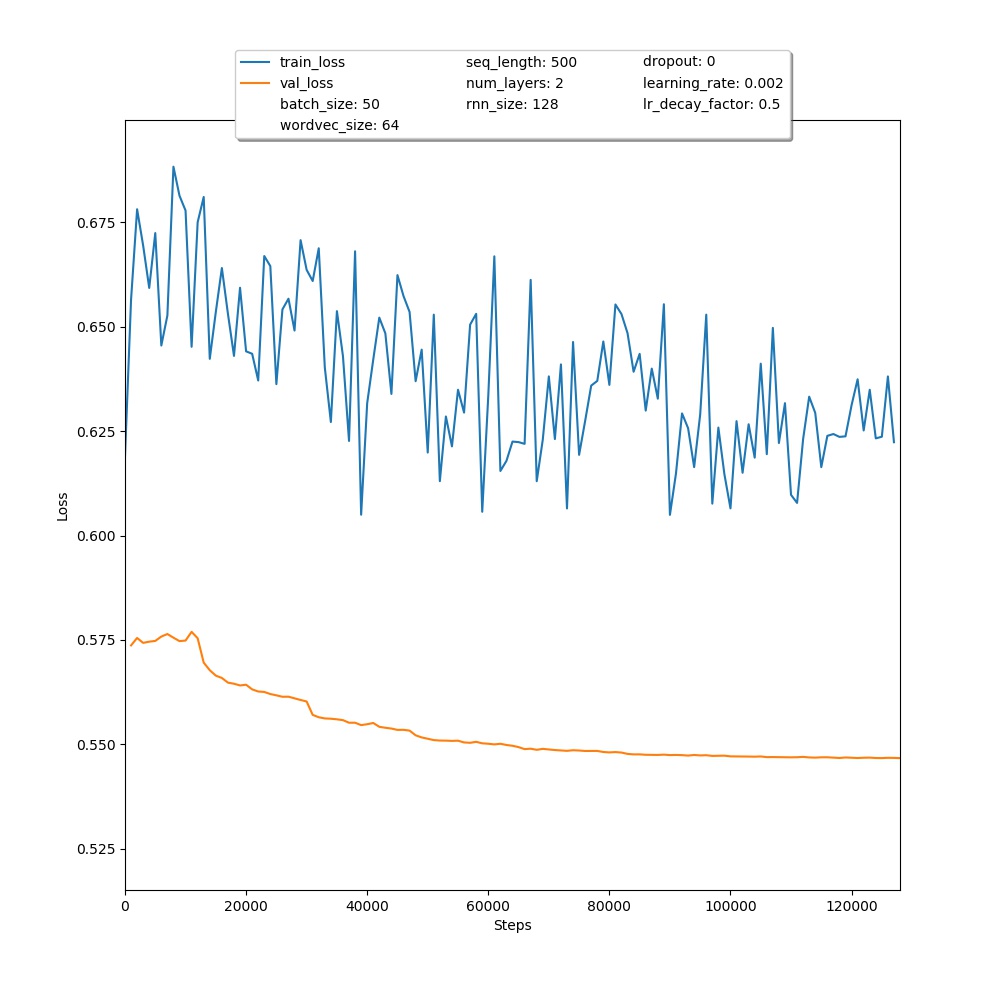 train_loss seq_length: 500 dropout: 0
val_loss num_layers: 2 learning_rate: 0.002
batch_size: 50 rnn_size: 128 lr_decay_factor: 0.5
wordvec_size: 64
0.675
0.650
0.625
0.600
0.575
0.550
0.525
Loss
0 20000 40000 60000 80000 100000 120000
Steps